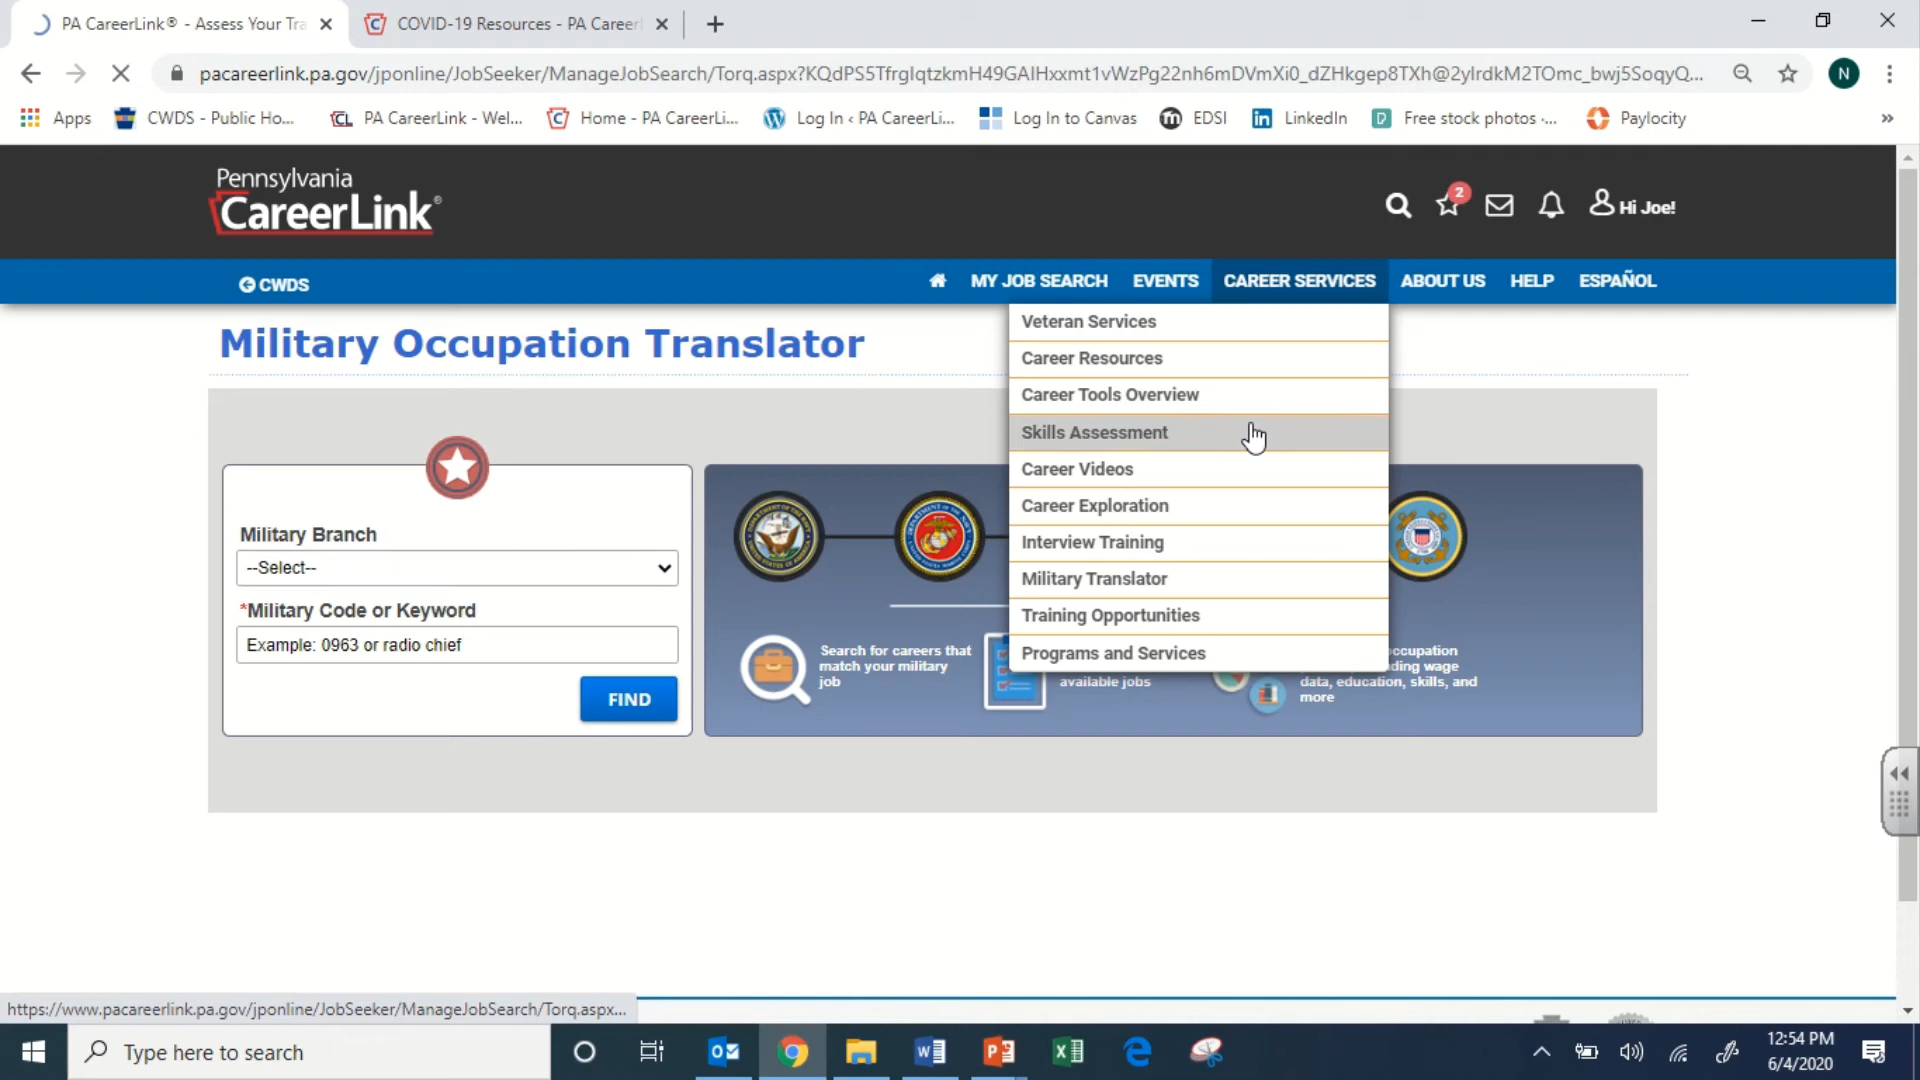 PA CareerLink® - Assess Your Tra
COVID-19 Resources - PA Career
pacareerlink.pa.gov/jponline/JobSeeker/ManageJobSearch/Torq.aspx?KQdPS5TfrglqtzkmH49GAlHxxmt1vWzPg22nh6mDVmXi0_dZHkgep8TXh@2ylrdkM2TOmc_bwj5SoqyQ...
N
Apps
CWDS - Public Ho...
PA CareerLink - Wel...
Home - PA CareerLi...
Log In ‹ PA CareerLi...
Log In to Canvas
EDSI
LinkedIn
Free stock photos ·...
Paylocity
»
Pennsylvania
CareerLink®
2
Hi Joe!
CWDS
MY JOB SEARCH
EVENTS
CAREER SERVICES
ABOUT US
HELP
ESPAÑOL
Military Occupation Translator
Veteran Services
Career Resources
Career Tools Overview
Skills Assessment
Career Videos
Career Exploration
Interview Training
Military Translator
Training Opportunities
Programs and Services
Military Branch
--Select--
*Military Code or Keyword
Example: 0963 or radio chief
FIND
Search for careers that
match your military
job
available jobs
ccupation
ding wage
data, education, skills, and
more
https://www.pacareerlink.pa.gov/jponline/JobSeeker/ManageJobSearch/Torq.aspx...
Type here to search
12:54 PM
6/4/2020